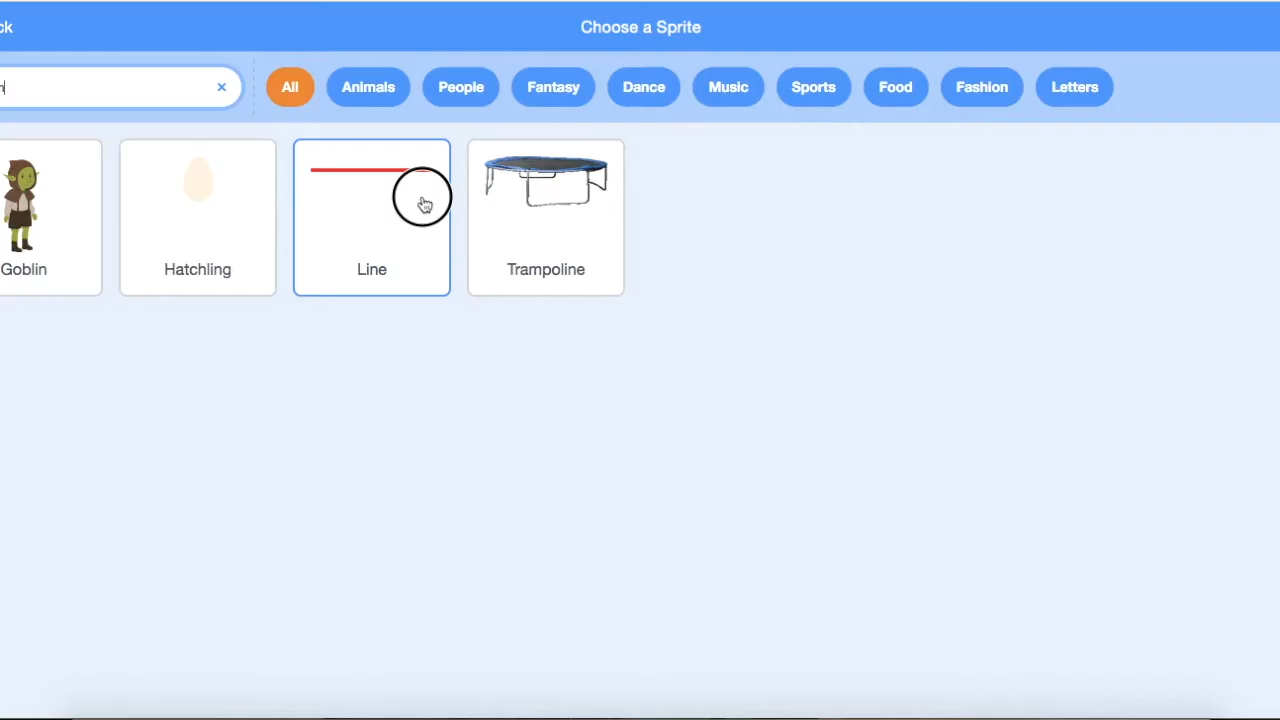 ck
Choose a Sprite
All
Animals
People
Fantasy
Dance
Music
Sports
Food
Fashion
Letters
Goblin
Hatchling
Line
Trampoline